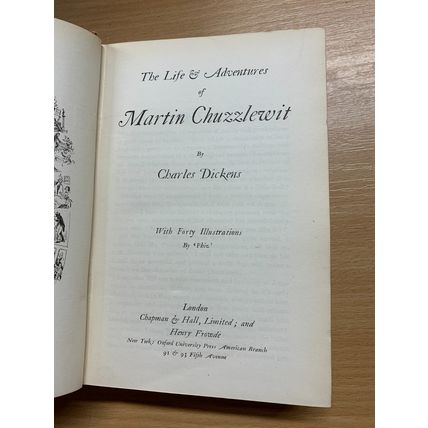 The Life & Adventures
of
Martin Chuzzlewit
By
Charles Dickens
With Forty Illustrations
By ‘Phiz’
London
Chapman & Hall, Limited; and
Henry Frowde
New York; Oxford University Press American Branch
91 & 93 Fifth Avenue